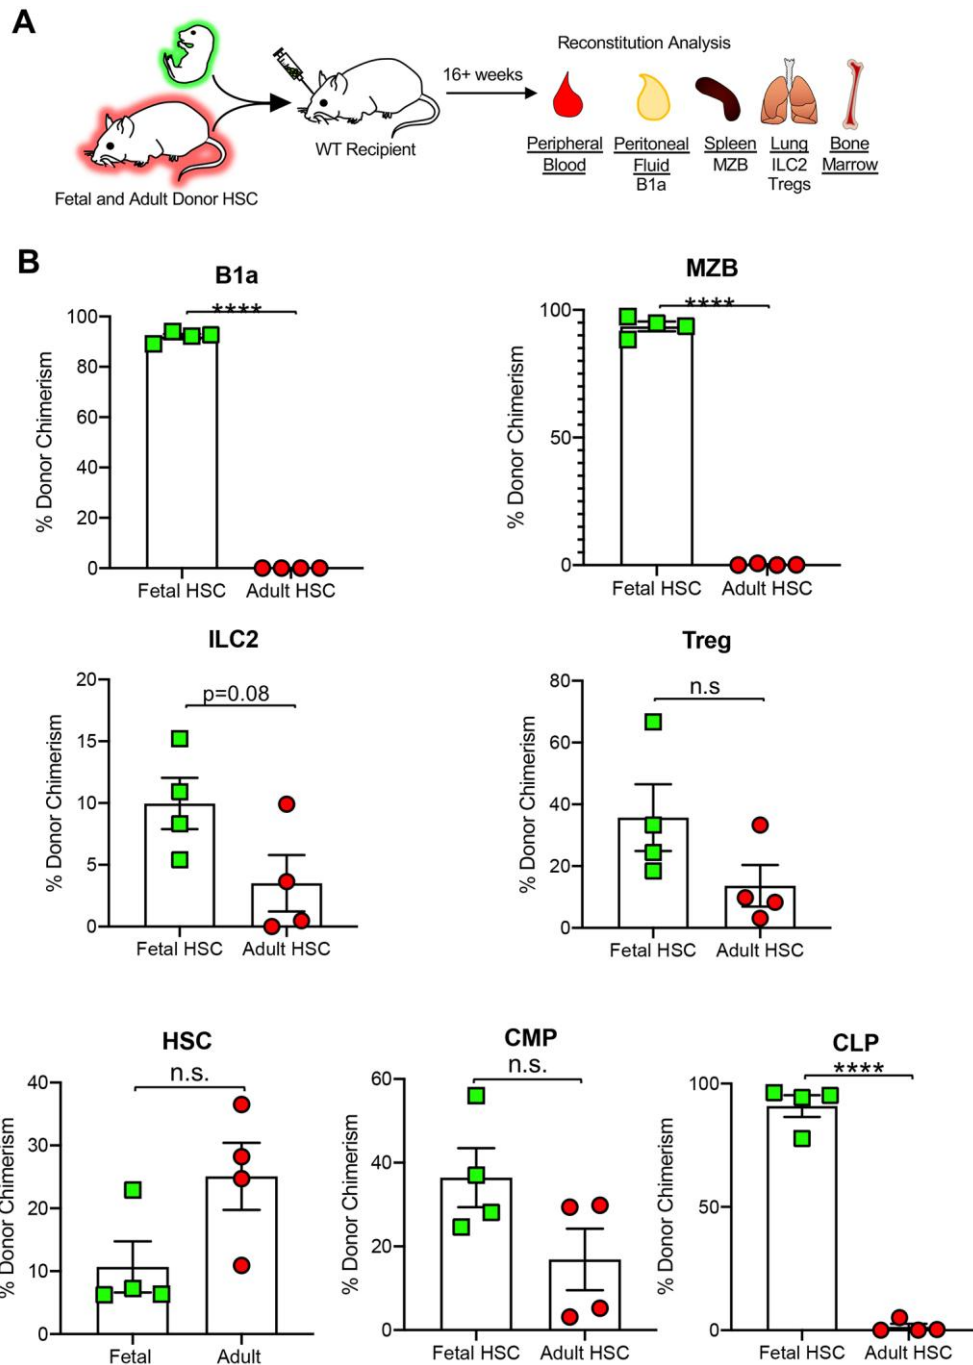 A
Reconstitution Analysis
16+ weeks
WT Recipient
Fetal and Adult Donor HSC
Peripheral Blood
Peritoneal Fluid
B1a
Spleen
MZB
Lung
ILC2
Tregs
Bone Marrow
B
B1a
****
% Donor Chimerism
100
80
60
40
20
0
Fetal HSC
Adult HSC
MZB
****
% Donor Chimerism
100
50
0
Fetal HSC
Adult HSC
ILC2
p=0.08
% Donor Chimerism
20
15
10
5
0
Fetal HSC
Adult HSC
Treg
n.s
% Donor Chimerism
80
60
40
20
0
Fetal HSC
Adult HSC
HSC
n.s.
% Donor Chimerism
40
30
20
10
0
Fetal
Adult
CMP
n.s.
% Donor Chimerism
60
40
20
0
Fetal HSC
Adult HSC
CLP
****
% Donor Chimerism
100
50
0
Fetal HSC
Adult HSC